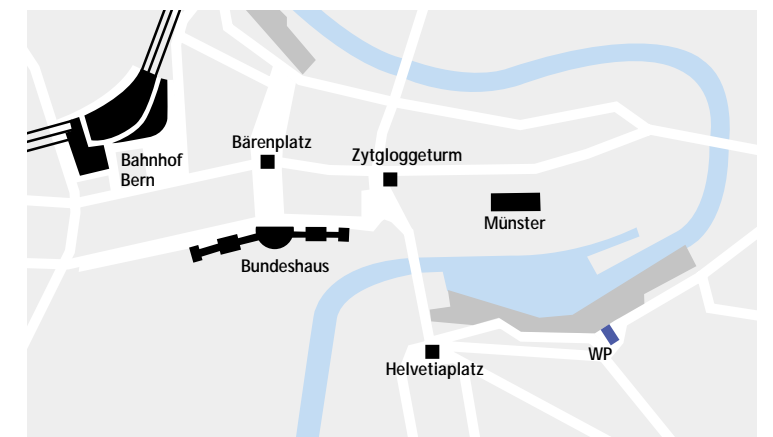 Bärenplatz
Zytgloggeturm
Bahnhof
Bern
Münster
Bundeshaus
WP
Helvetiaplatz